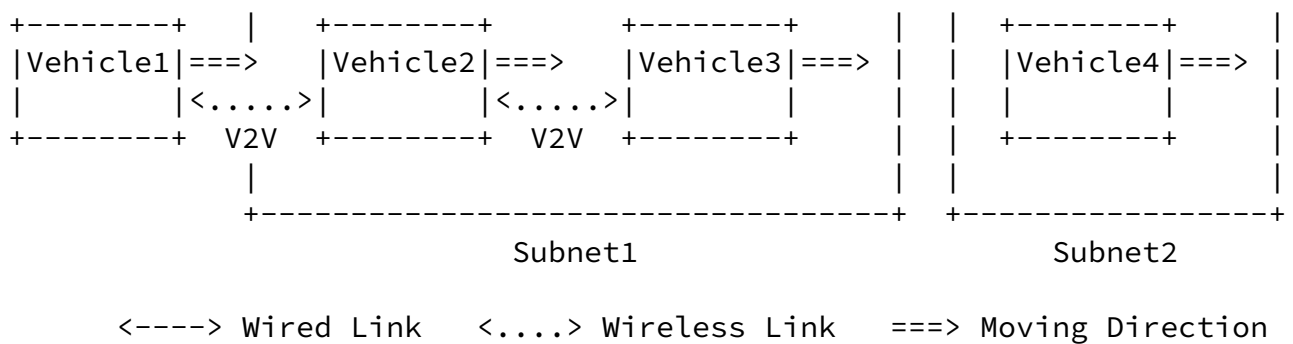 +--------+   |   +--------+       +--------+     |  |  +--------+     |
|Vehicle1|===>   |Vehicle2|===>   |Vehicle3|===> |  |  |Vehicle4|===> |
|        |<.....>|        |<.....>|        |     |  |  |        |     |
+--------+  V2V  +--------+  V2V  +--------+     |  |  +--------+     |
             |                                   |  |                 |
             +-----------------------------------+  +-----------------+
                            Subnet1                       Subnet2
<----> Wired Link   <....> Wireless Link   ===> Moving Direction